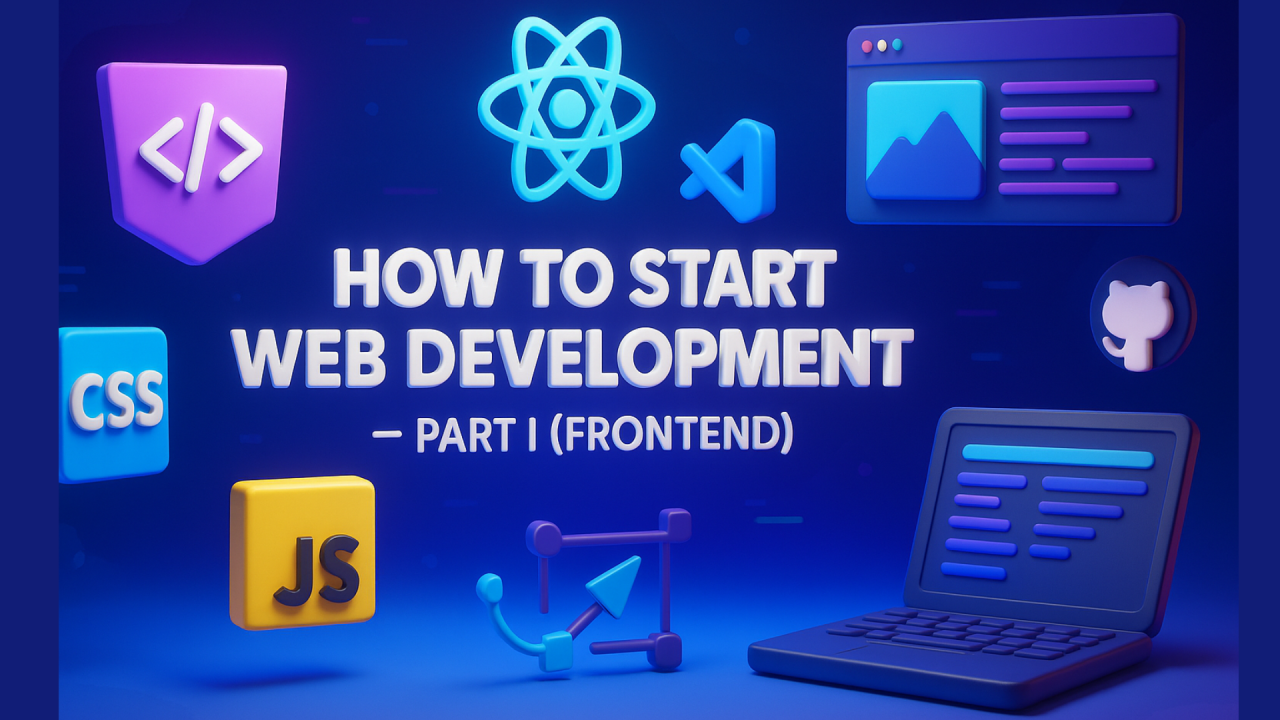 </>
HOW TO START
WEB DEVELOPMENT
– PART I (FRONTEND)
CSS
JS